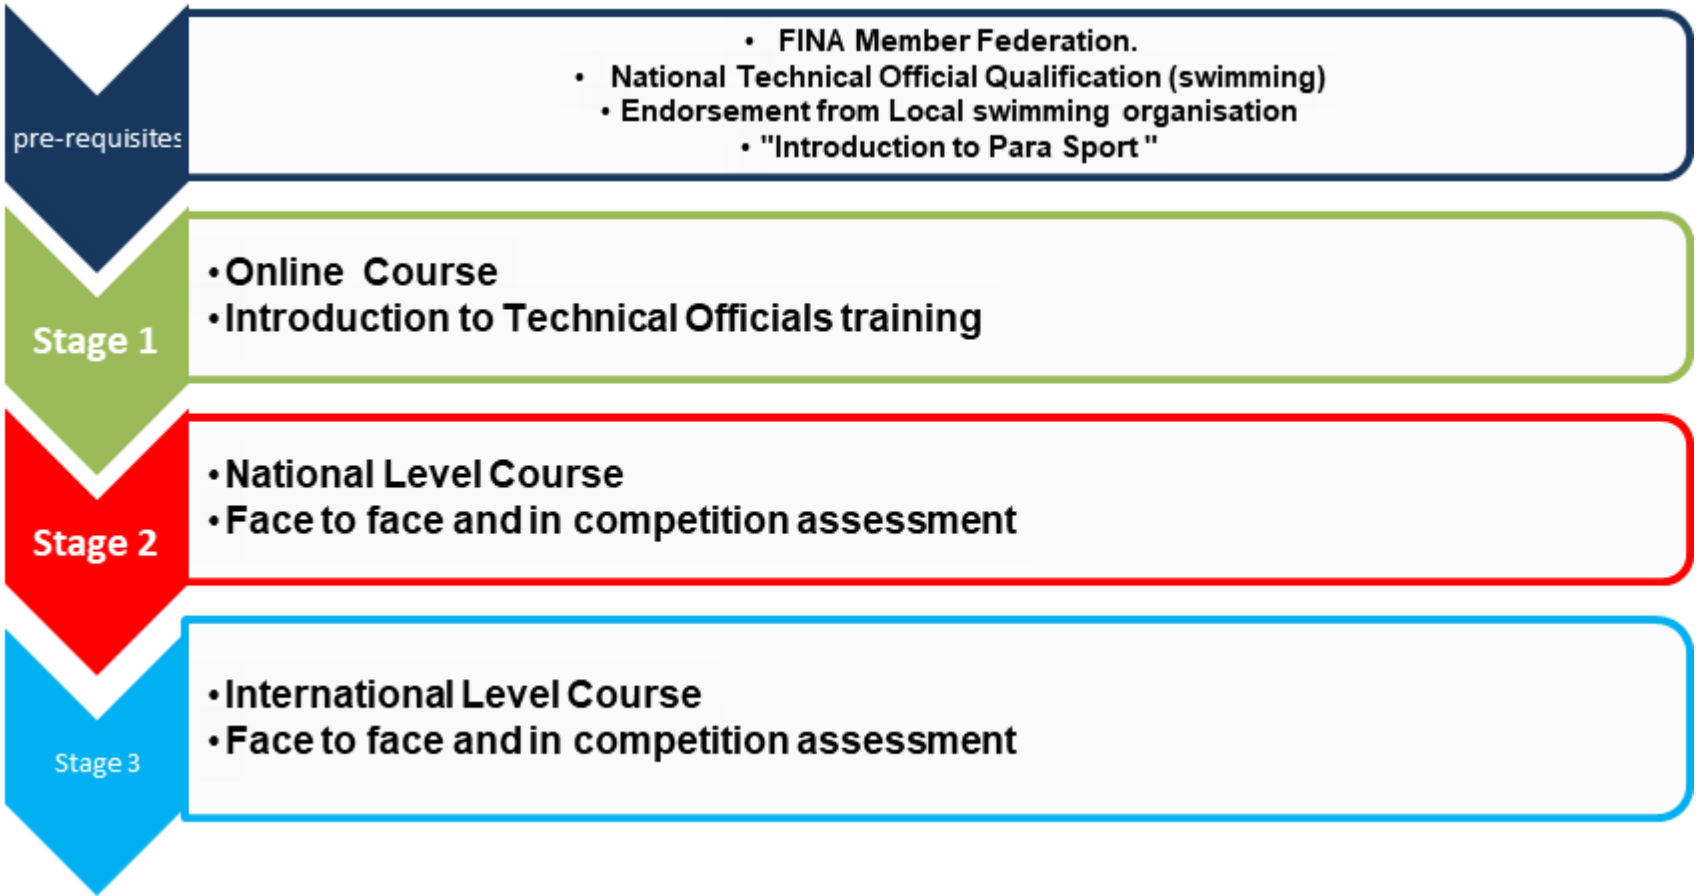 pre-requisites
• FINA Member Federation.
• National Technical Official Qualification (swimming)
• Endorsement from Local swimming organisation
• "Introduction to Para Sport "
Stage 1
• Online Course
• Introduction to Technical Officials training
Stage 2
• National Level Course
• Face to face and in competition assessment
Stage 3
• International Level Course
• Face to face and in competition assessment